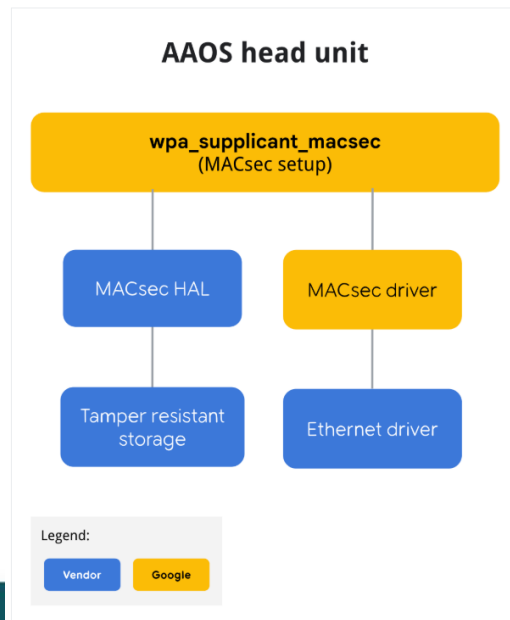 AAOS head unit
wpa_supplicant_macsec
(MACsec setup)
MACsec HAL
MACsec driver
Tamper resistant
storage
Ethernet driver
Legend:
Vendor
Google